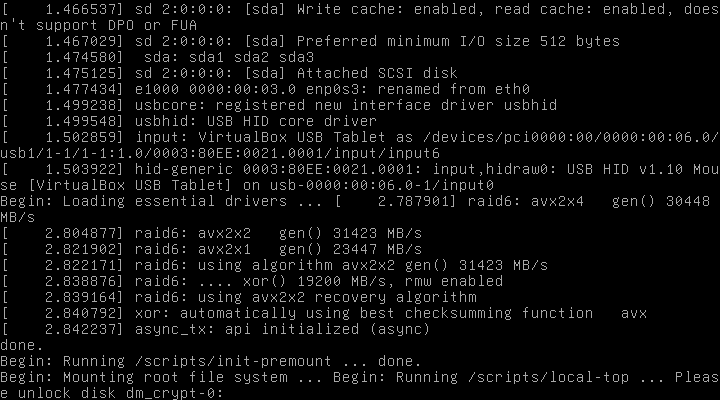 [    1.466537] sd 2:0:0:0: [sda] Write cache: enabled, read cache: enabled, does
n't support DPO or FUA
[    1.467029] sd 2:0:0:0: [sda] Preferred minimum I/O size 512 bytes
[    1.474580]  sda: sda1 sda2 sda3
[    1.475125] sd 2:0:0:0: [sda] Attached SCSI disk
[    1.477434] e1000 0000:00:03.0 enp0s3: renamed from eth0
[    1.499238] usbcore: registered new interface driver usbhid
[    1.499548] usbhid: USB HID core driver
[    1.502859] input: VirtualBox USB Tablet as /devices/pci0000:00/0000:00:06.0/
usb1/1-1/1-1:1.0/0003:80EE:0021.0001/input/input6
[    1.503922] hid-generic 0003:80EE:0021.0001: input,hidraw0: USB HID v1.10 Mou
se [VirtualBox USB Tablet] on usb-0000:00:06.0-1/input0
Begin: Loading essential drivers ... [    2.787901] raid6: avx2x4   gen() 30448
MB/s
[    2.804877] raid6: avx2x2   gen() 31423 MB/s
[    2.821902] raid6: avx2x1   gen() 23447 MB/s
[    2.822171] raid6: using algorithm avx2x2 gen() 31423 MB/s
[    2.838876] raid6: .... xor() 19200 MB/s, rmw enabled
[    2.839164] raid6: using avx2x2 recovery algorithm
[    2.840792] xor: automatically using best checksumming function   avx
[    2.842237] async_tx: api initialized (async)
done.
Begin: Running /scripts/init-premount ... done.
Begin: Mounting root file system ... Begin: Running /scripts/local-top ... Pleas
e unlock disk dm_crypt-0: